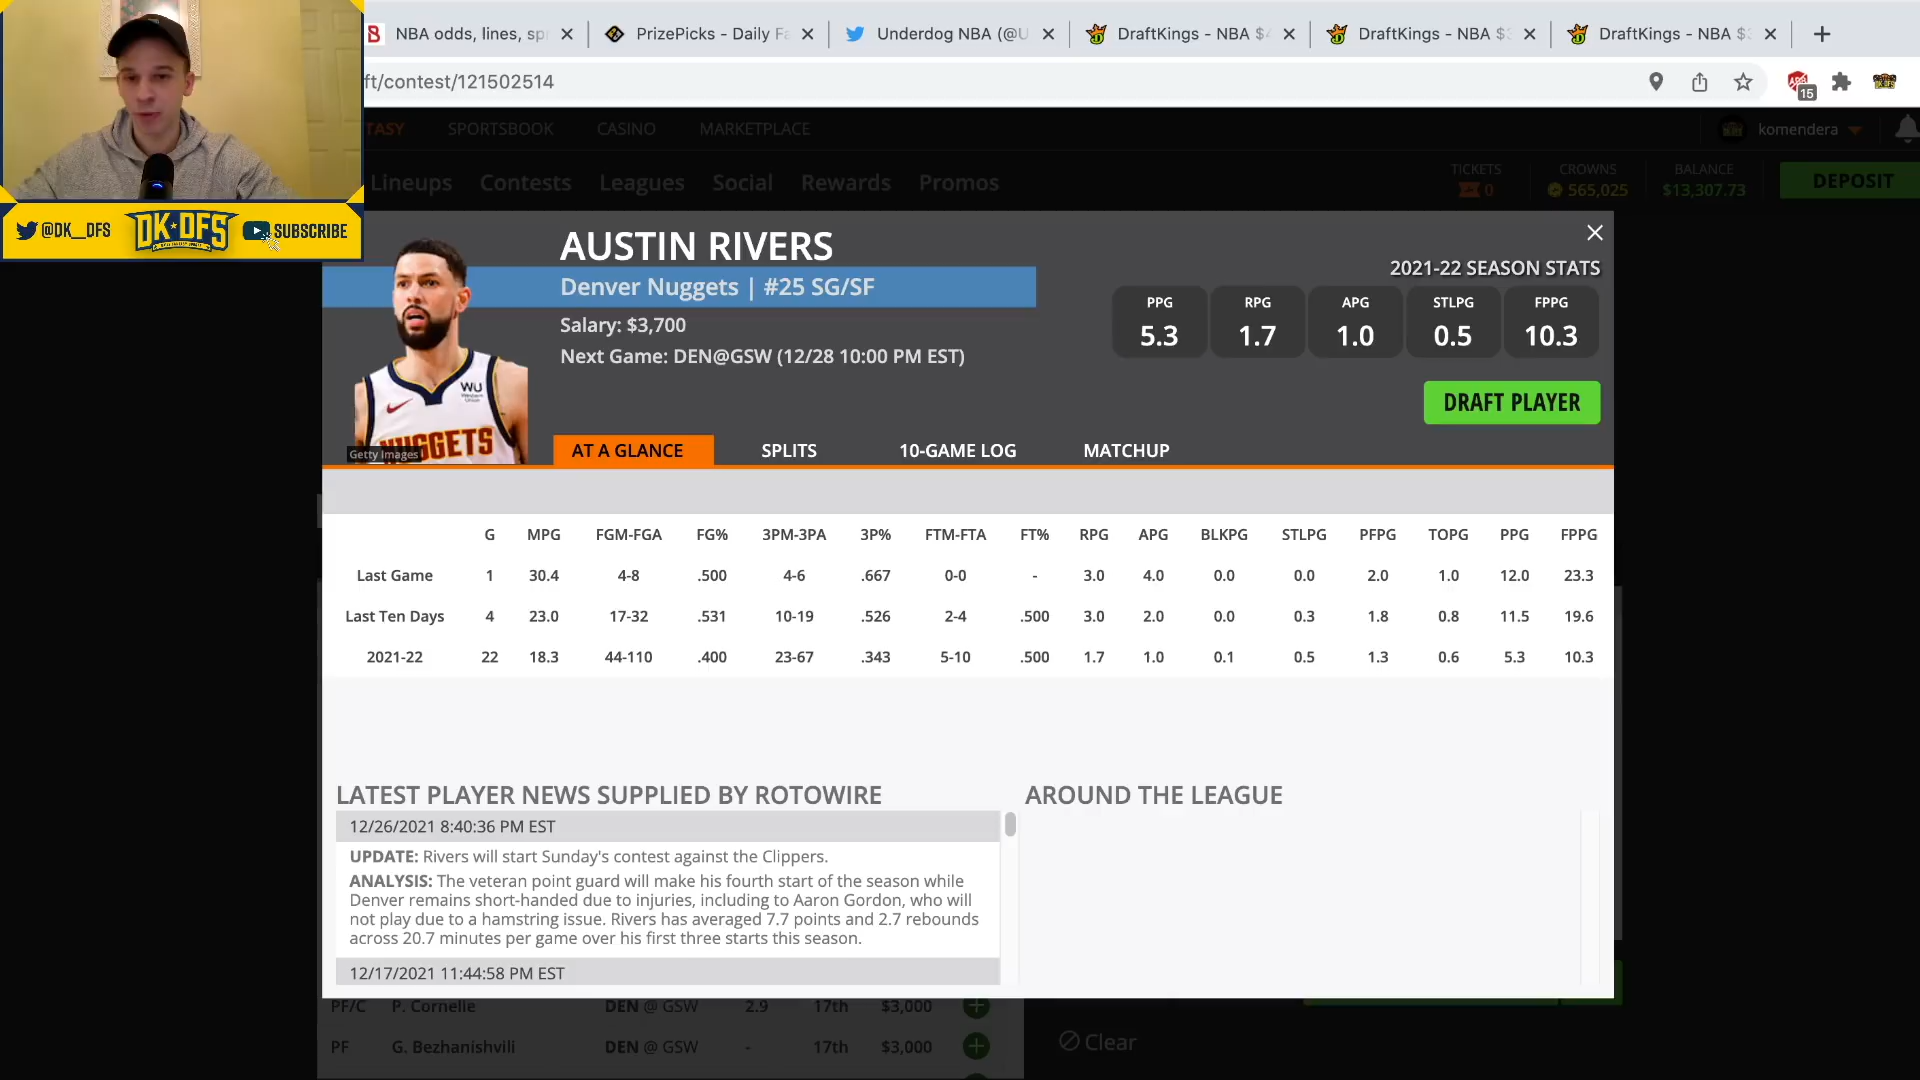 NBA odds, lines, sp
PrizePicks - Daily Fa
Underdog NBA (@U
DraftKings - NBA $
DraftKings - NBA $
DraftKings - NBA $
ft/contest/121502514
15
TASY
SPORTSBOOK
CASINO
MARKETPLACE
komendera
Lineups
Contests
Leagues
Social
Rewards
Promos
TICKETS
0
CROWNS
565,025
BALANCE
$13,307.73
DEPOSIT
@DK__DFS
DK DFS
SUBSCRIBE
AUSTIN RIVERS
Denver Nuggets | #25 SG/SF
Salary: $3,700
Next Game: DEN@GSW (12/28 10:00 PM EST)
2021-22 SEASON STATS
PPG RPG APG STLPG FPPG
5.3 1.7 1.0 0.5 10.3
DRAFT PLAYER
WU
NUGGETS
Getty Images
AT A GLANCE
SPLITS
10-GAME LOG
MATCHUP
G MPG FGM-FGA FG% 3PM-3PA 3P% FTM-FTA FT% RPG APG BLKPG STLPG PFPG TOPG PPG FPPG
Last Game 1 30.4 4-8 .500 4-6 .667 0-0 - 3.0 4.0 0.0 0.0 2.0 1.0 12.0 23.3
Last Ten Days 4 23.0 17-32 .531 10-19 .526 2-4 .500 3.0 2.0 0.0 0.3 1.8 0.8 11.5 19.6
2021-22 22 18.3 44-110 .400 23-67 .343 5-10 .500 1.7 1.0 0.1 0.5 1.3 0.6 5.3 10.3
LATEST PLAYER NEWS SUPPLIED BY ROTOWIRE
AROUND THE LEAGUE
12/26/2021 8:40:36 PM EST
UPDATE: Rivers will start Sunday's contest against the Clippers.
ANALYSIS: The veteran point guard will make his fourth start of the season while
Denver remains short-handed due to injuries, including to Aaron Gordon, who will
not play due to a hamstring issue. Rivers has averaged 7.7 points and 2.7 rebounds
across 20.7 minutes per game over his first three starts this season.
12/17/2021 11:44:58 PM EST
PF/C P. Cornelie DEN @ GSW 2.9 17th $3,000
PF G. Bezhanishvili DEN @ GSW - 17th $3,000
Clear